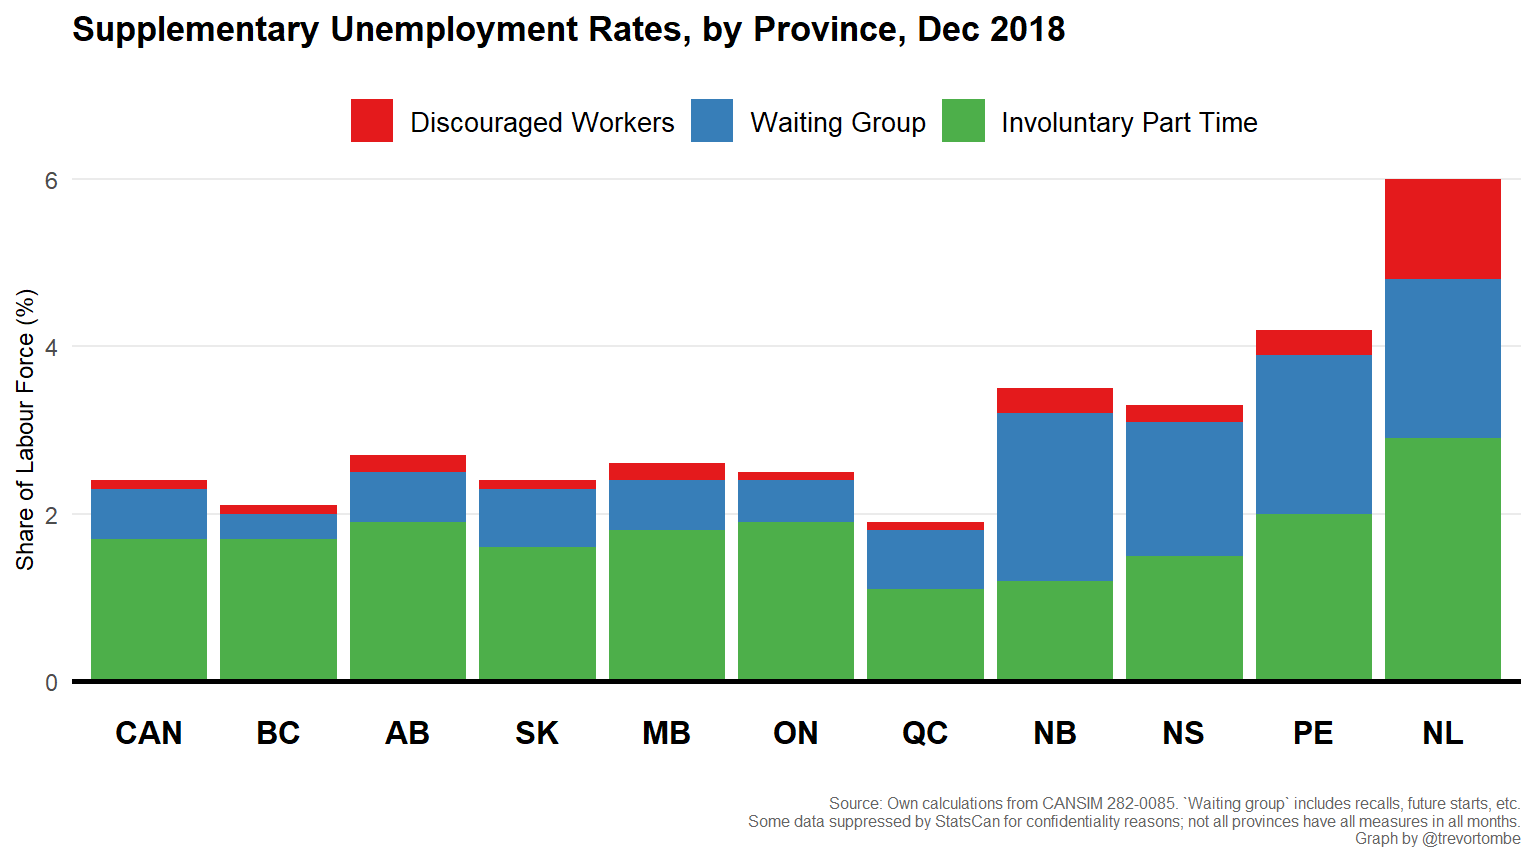 Supplementary Unemployment Rates, by Province, Dec 2018
Discouraged Workers Waiting Group Involuntary Part Time
Share of Labour Force (%)
6
4
2
0
CAN BC AB SK MB ON QC NB NS PE NL
Source: Own calculations from CANSIM 282-0085. `Waiting group` includes recalls, future starts, etc.
Some data suppressed by StatsCan for confidentiality reasons; not all provinces have all measures in all months.
Graph by @trevortombe